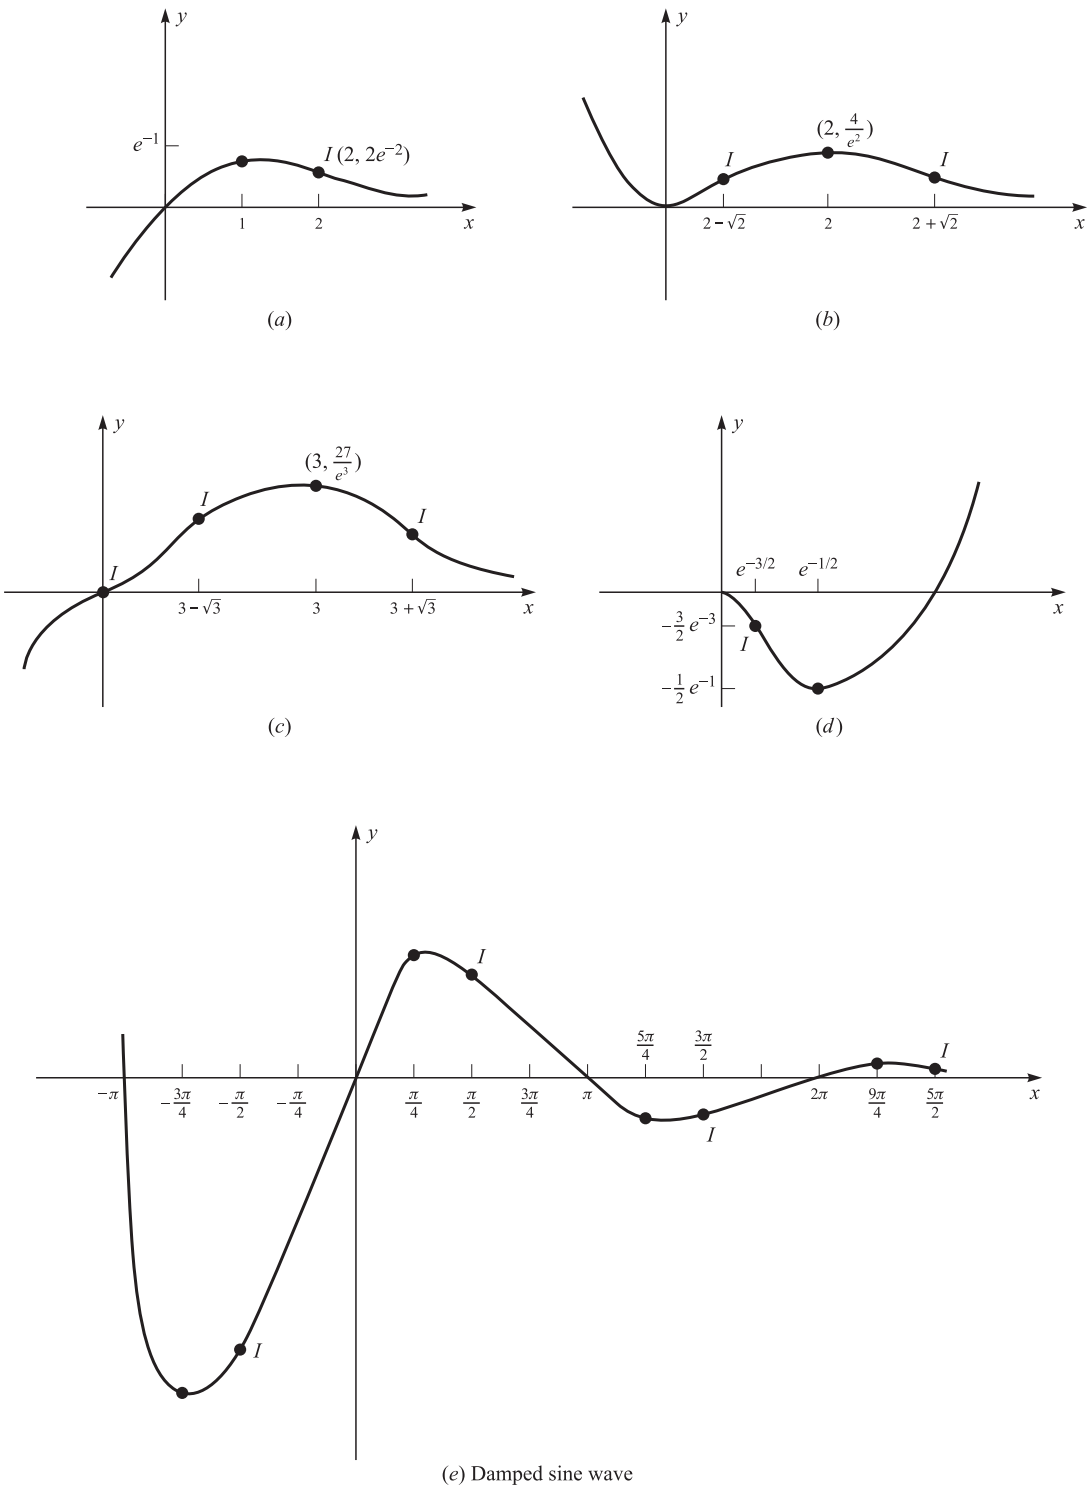 y
e⁻¹
I (2, 2e⁻²)
1
2
x
(a)
y
(2, 4/e²)
I
I
2 − √2
2
2 + √2
x
(b)
y
(3, 27/e³)
I
I
I
3 − √3
3
3 + √3
x
(c)
y
e⁻³/²
e⁻¹/²
x
−3/2 e⁻³
I
−1/2 e⁻¹
(d)
y
I
5π/4
3π/2
I
−π
−3π/4
−π/2
−π/4
π/4
π/2
3π/4
π
2π
9π/4
5π/2
x
I
I
(e) Damped sine wave